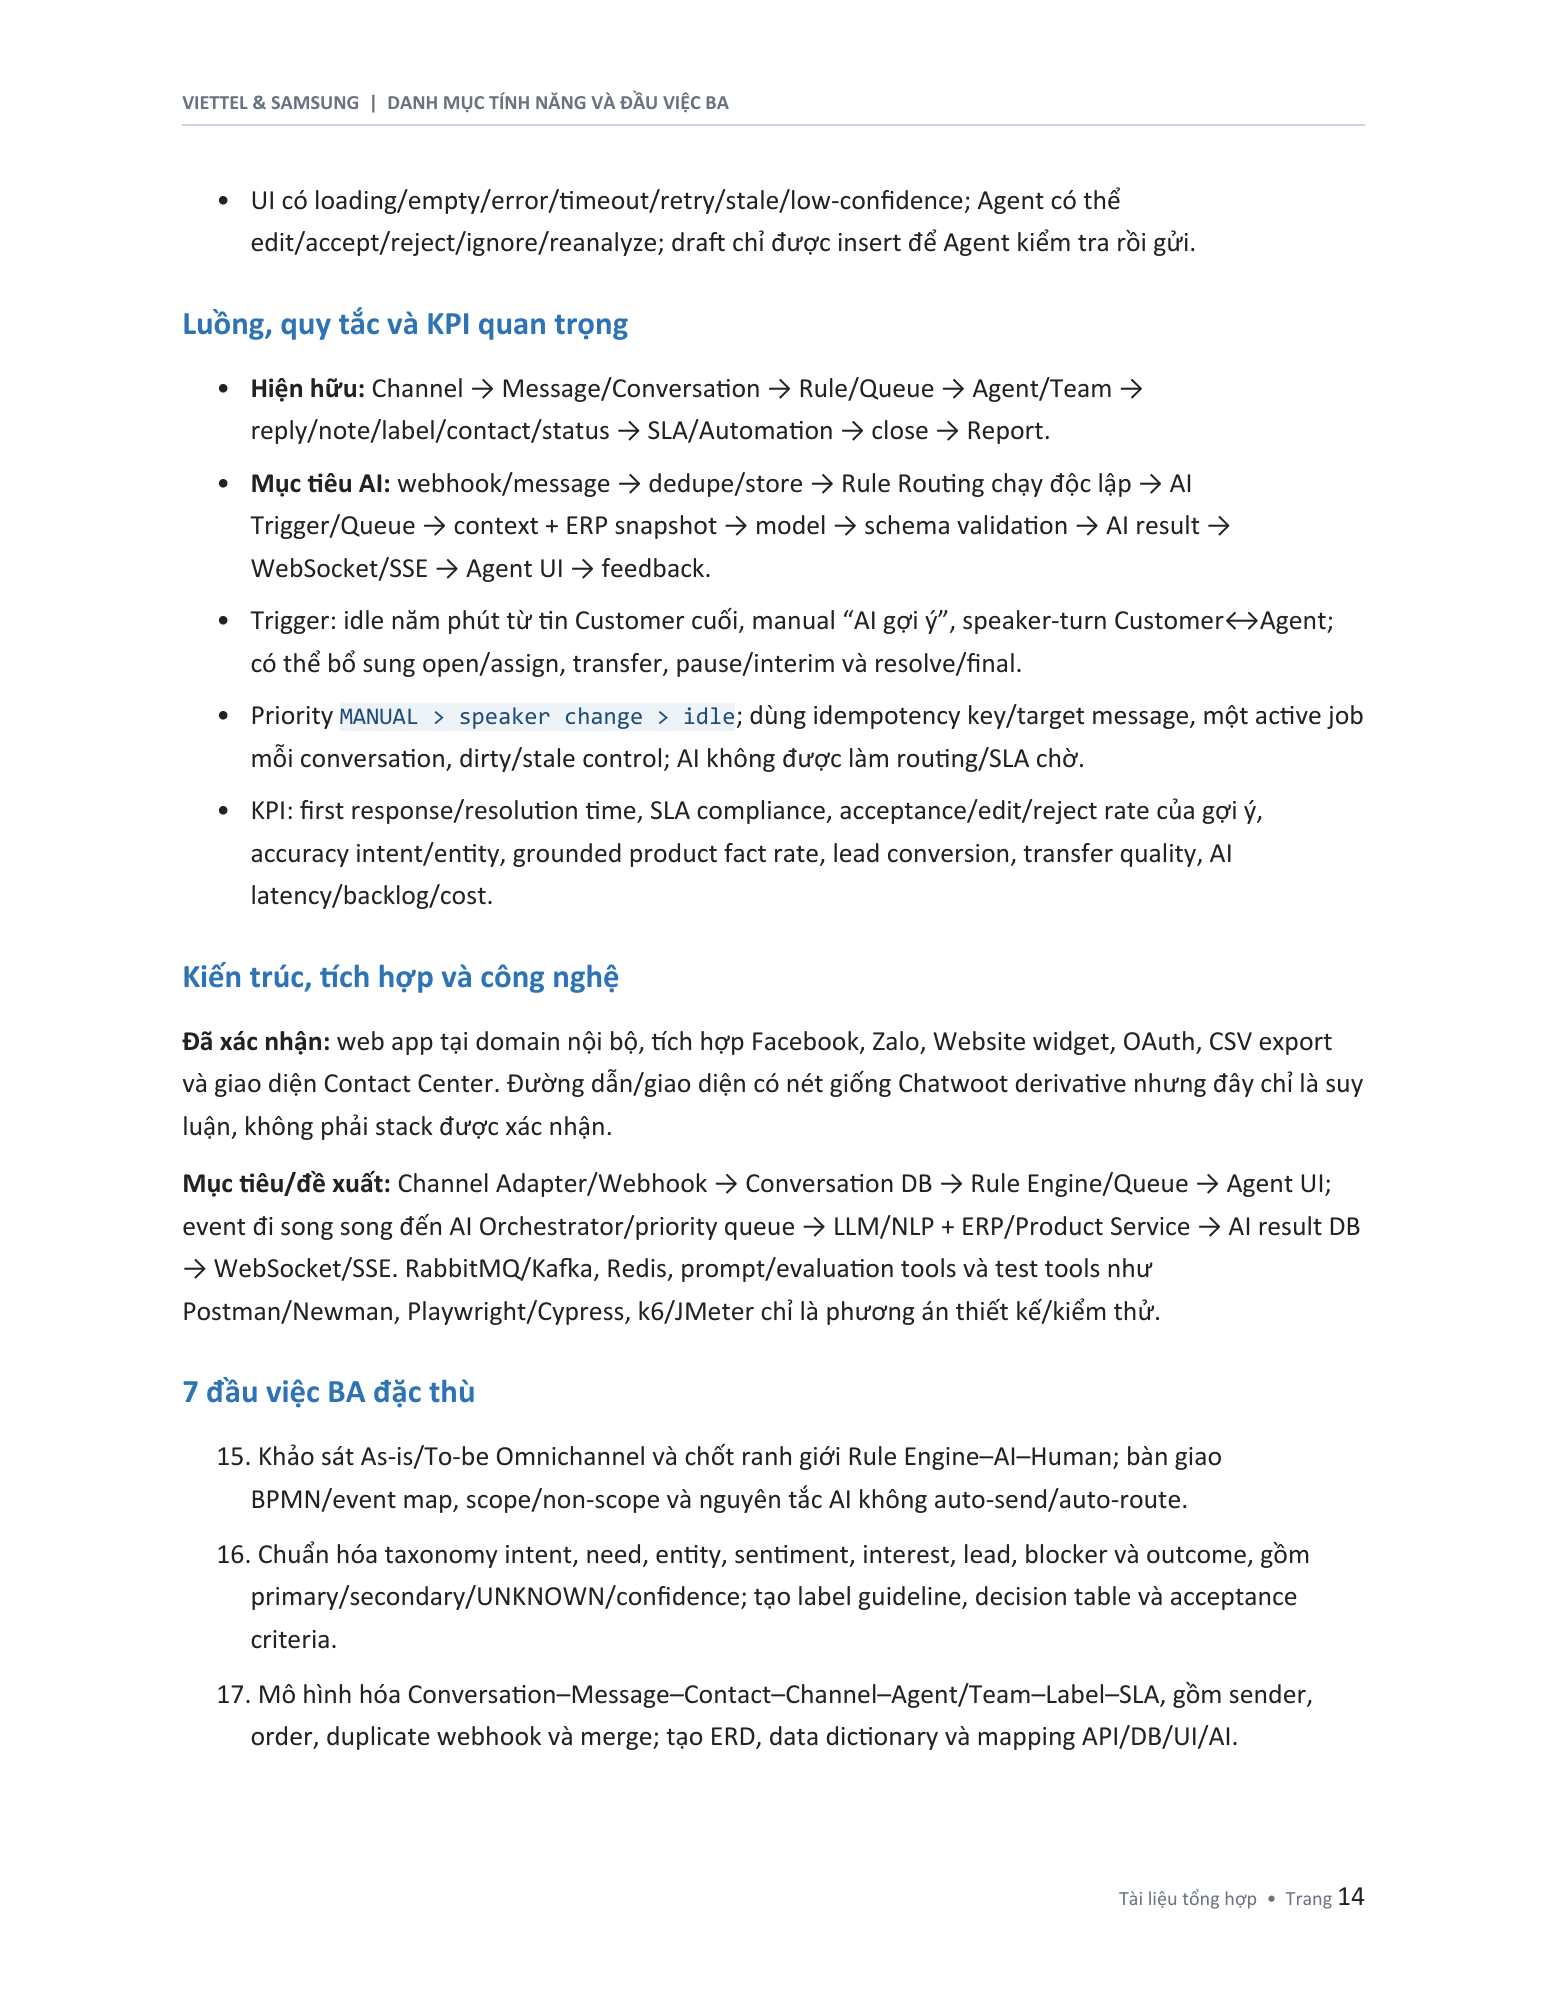 VIETTEL & SAMSUNG | DANH MỤC TÍNH NĂNG VÀ ĐẦU VIỆC BA
• UI có loading/empty/error/timeout/retry/stale/low-confidence; Agent có thể
edit/accept/reject/ignore/reanalyze; draft chỉ được insert để Agent kiểm tra rồi gửi.
Luồng, quy tắc và KPI quan trọng
• Hiện hữu: Channel → Message/Conversation → Rule/Queue → Agent/Team →
reply/note/label/contact/status → SLA/Automation → close → Report.
• Mục tiêu AI: webhook/message → dedupe/store → Rule Routing chạy độc lập → AI
Trigger/Queue → context + ERP snapshot → model → schema validation → AI result →
WebSocket/SSE → Agent UI → feedback.
• Trigger: idle năm phút từ tin Customer cuối, manual “AI gợi ý”, speaker-turn Customer↔Agent;
có thể bổ sung open/assign, transfer, pause/interim và resolve/final.
• Priority MANUAL > speaker change > idle; dùng idempotency key/target message, một active job
mỗi conversation, dirty/stale control; AI không được làm routing/SLA chờ.
• KPI: first response/resolution time, SLA compliance, acceptance/edit/reject rate của gợi ý,
accuracy intent/entity, grounded product fact rate, lead conversion, transfer quality, AI
latency/backlog/cost.
Kiến trúc, tích hợp và công nghệ
Đã xác nhận: web app tại domain nội bộ, tích hợp Facebook, Zalo, Website widget, OAuth, CSV export
và giao diện Contact Center. Đường dẫn/giao diện có nét giống Chatwoot derivative nhưng đây chỉ là suy
luận, không phải stack được xác nhận.
Mục tiêu/đề xuất: Channel Adapter/Webhook → Conversation DB → Rule Engine/Queue → Agent UI;
event đi song song đến AI Orchestrator/priority queue → LLM/NLP + ERP/Product Service → AI result DB
→ WebSocket/SSE. RabbitMQ/Kafka, Redis, prompt/evaluation tools và test tools như
Postman/Newman, Playwright/Cypress, k6/JMeter chỉ là phương án thiết kế/kiểm thử.
7 đầu việc BA đặc thù
15. Khảo sát As-is/To-be Omnichannel và chốt ranh giới Rule Engine–AI–Human; bàn giao
BPMN/event map, scope/non-scope và nguyên tắc AI không auto-send/auto-route.
16. Chuẩn hóa taxonomy intent, need, entity, sentiment, interest, lead, blocker và outcome, gồm
primary/secondary/UNKNOWN/confidence; tạo label guideline, decision table và acceptance
criteria.
17. Mô hình hóa Conversation–Message–Contact–Channel–Agent/Team–Label–SLA, gồm sender,
order, duplicate webhook và merge; tạo ERD, data dictionary và mapping API/DB/UI/AI.
Tài liệu tổng hợp • Trang 14